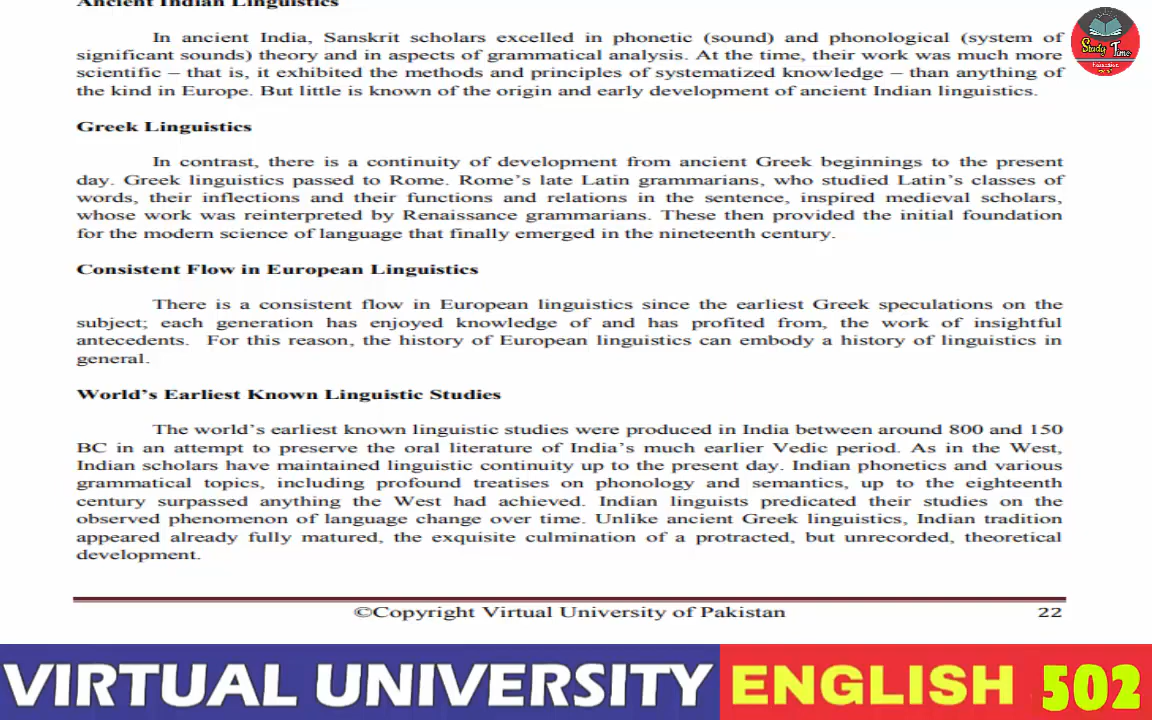 Ancient Indian Linguistics
In ancient India, Sanskrit scholars excelled in phonetic (sound) and phonological (system of
significant sounds) theory and in aspects of grammatical analysis. At the time, their work was much more
scientific – that is, it exhibited the methods and principles of systematized knowledge – than anything of
the kind in Europe. But little is known of the origin and early development of ancient Indian linguistics.
Greek Linguistics
In contrast, there is a continuity of development from ancient Greek beginnings to the present
day. Greek linguistics passed to Rome. Rome's late Latin grammarians, who studied Latin's classes of
words, their inflections and their functions and relations in the sentence, inspired medieval scholars,
whose work was reinterpreted by Renaissance grammarians. These then provided the initial foundation
for the modern science of language that finally emerged in the nineteenth century.
Consistent Flow in European Linguistics
There is a consistent flow in European linguistics since the earliest Greek speculations on the
subject; each generation has enjoyed knowledge of and has profited from, the work of insightful
antecedents. For this reason, the history of European linguistics can embody a history of linguistics in
general.
World's Earliest Known Linguistic Studies
The world's earliest known linguistic studies were produced in India between around 800 and 150
BC in an attempt to preserve the oral literature of India's much earlier Vedic period. As in the West,
Indian scholars have maintained linguistic continuity up to the present day. Indian phonetics and various
grammatical topics, including profound treatises on phonology and semantics, up to the eighteenth
century surpassed anything the West had achieved. Indian linguists predicated their studies on the
observed phenomenon of language change over time. Unlike ancient Greek linguistics, Indian tradition
appeared already fully matured, the exquisite culmination of a protracted, but unrecorded, theoretical
development.
©Copyright Virtual University of Pakistan 22
VIRTUAL UNIVERSITY ENGLISH 502
Study Time